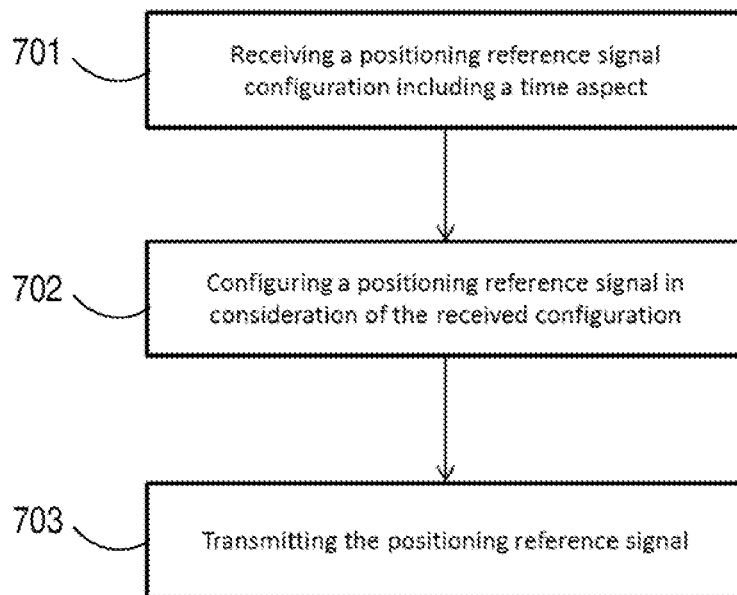 701
Receiving a positioning reference signal
configuration including a time aspect
702
Configuring a positioning reference signal in
consideration of the received configuration
703
Transmitting the positioning reference signal